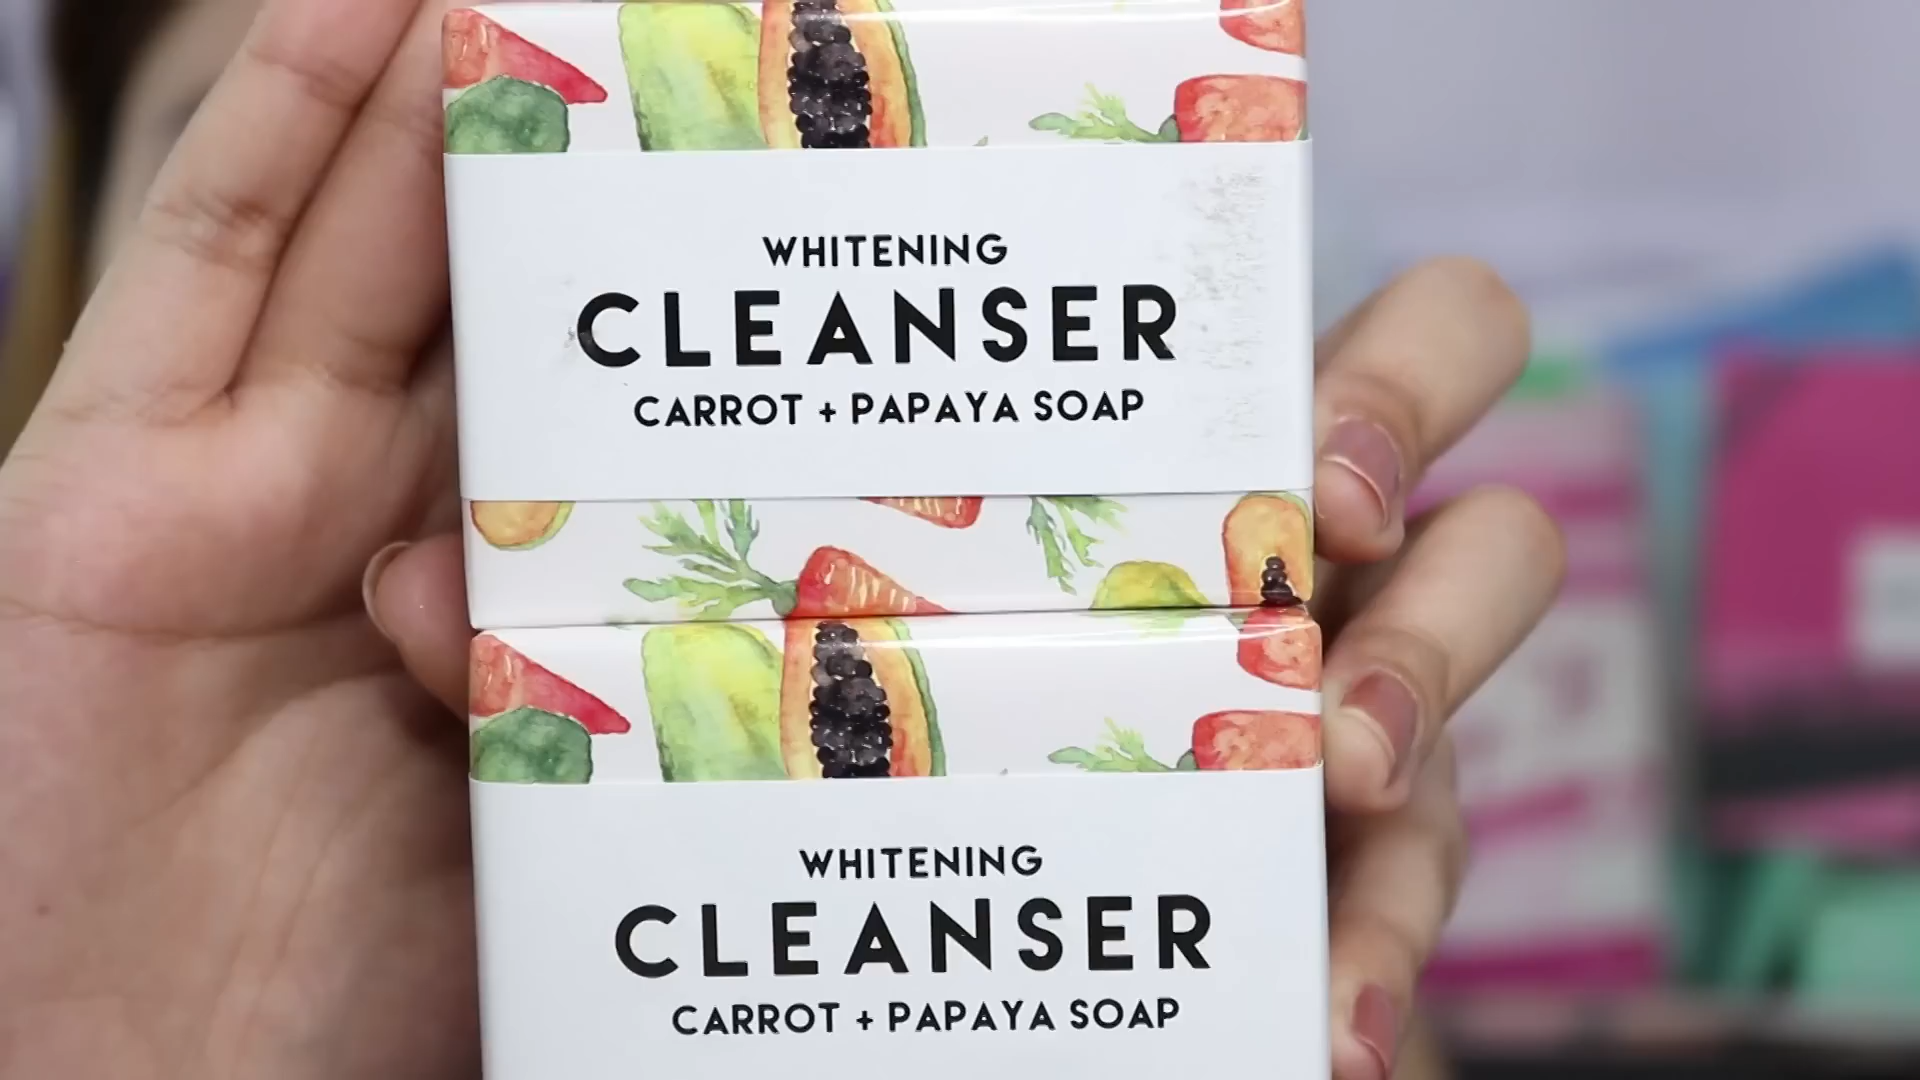 WHITENING
CLEANSER
CARROT + PAPAYA SOAP
WHITENING
CLEANSER
CARROT + PAPAYA SOAP